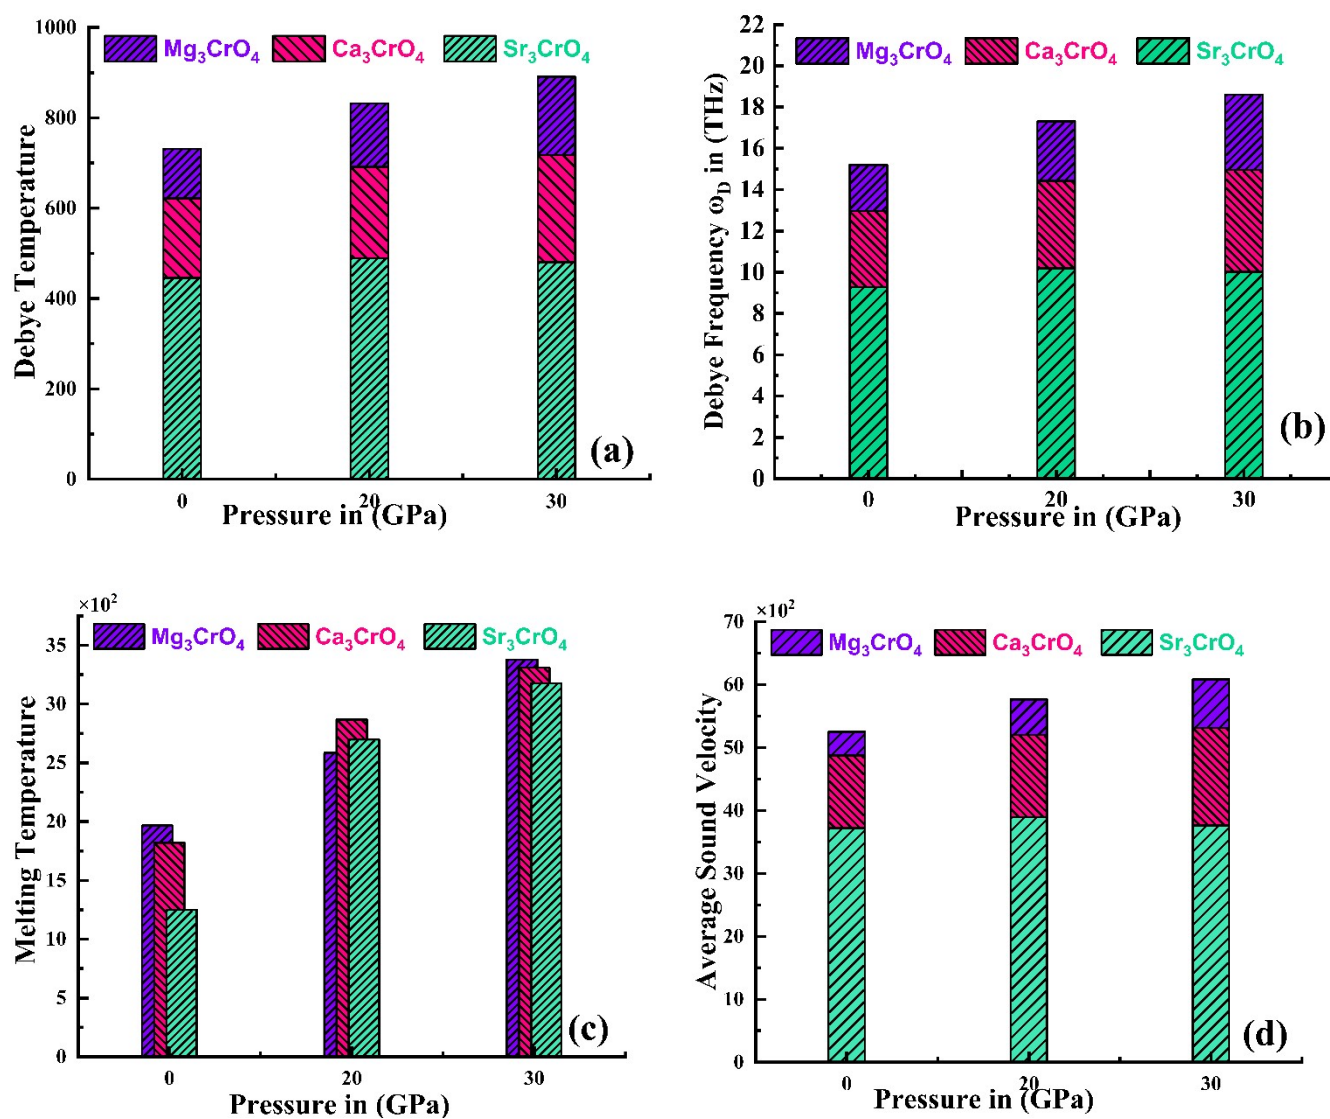 1000
800
600
400
200
0
Debye Temperature
Mg₃CrO₄ Ca₃CrO₄ Sr₃CrO₄
(a)
0 20 30
Pressure in (GPa)
22
20
18
16
14
12
10
8
6
4
2
0
Debye Frequency ω_D in (THz)
Mg₃CrO₄ Ca₃CrO₄ Sr₃CrO₄
(b)
0 20 30
Pressure in (GPa)
×10²
35
30
25
20
15
10
5
0
Melting Temperature
Mg₃CrO₄ Ca₃CrO₄ Sr₃CrO₄
(c)
0 20 30
Pressure in (GPa)
×10²
70
60
50
40
30
20
10
0
Average Sound Velocity
Mg₃CrO₄ Ca₃CrO₄ Sr₃CrO₄
(d)
0 20 30
Pressure in (GPa)